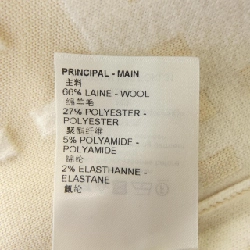 PRINCIPAL - MAIN
主料
66% LAINE - WOOL
绵羊毛
27% POLYESTER -
POLYESTER
聚酯纤维
5% POLYAMIDE -
POLYAMIDE
锦纶
2% ELASTHANNE -
ELASTANE
氨纶